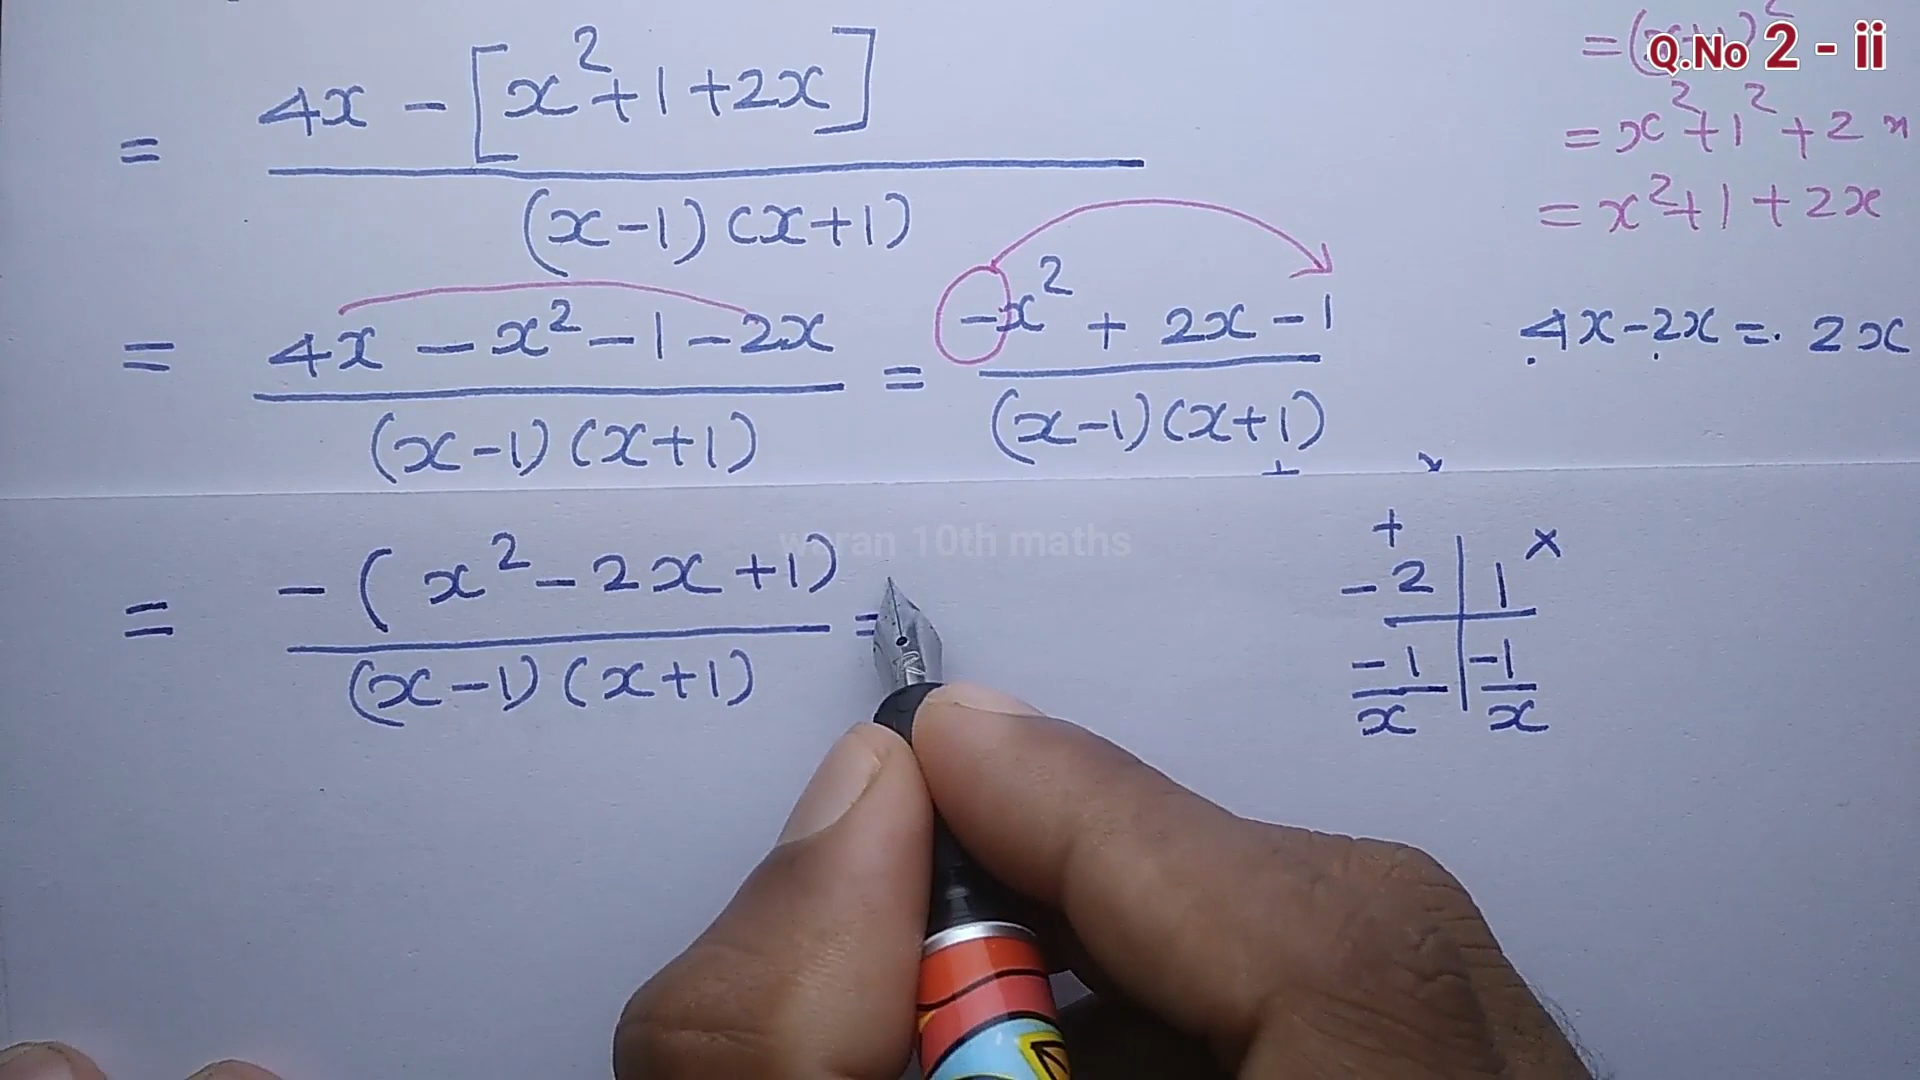 = (x+1)²
Q.No 2 - ii
= 4x - [x²+1+2x] / (x-1)(x+1)
= x²+1²+2x
= x²+1+2x
= 4x - x² - 1 - 2x / (x-1)(x+1) = -x² + 2x - 1 / (x-1)(x+1)
4x-2x = 2x
= -(x² - 2x + 1) / (x-1)(x+1) =
10th maths
+ ×
-2 | 1
-1/x | -1/x